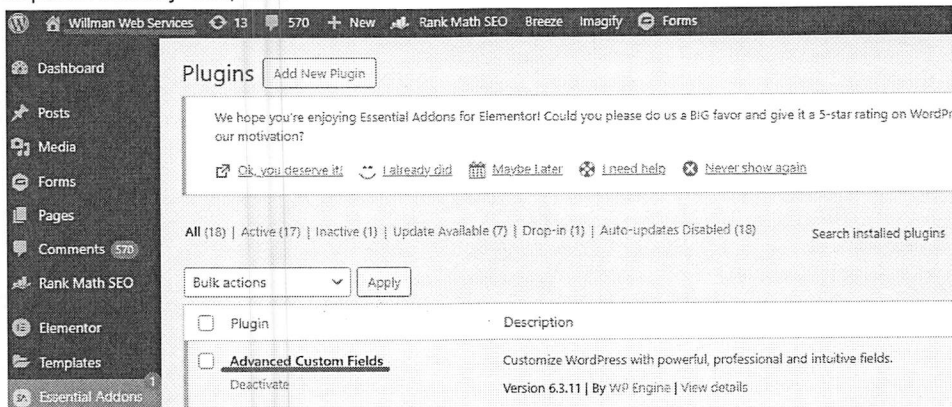 Willman Web Services 13 570 + New Rank Math SEO Breeze Imagify Forms
Dashboard
Posts
Media
Forms
Pages
Comments 570
Rank Math SEO
Elementor
Templates
Essential Addons 1
Plugins Add New Plugin
We hope you're enjoying Essential Addons for Elementor! Could you please do us a BIG favor and give it a 5-star rating on WordPr
our motivation?
Ok, you deserve it! I already did Maybe Later I need help Never show again
All (18) | Active (17) | Inactive (1) | Update Available (7) | Drop-in (1) | Auto-updates Disabled (18) Search installed plugins
Bulk actions Apply
Plugin Description
Advanced Custom Fields Customize WordPress with powerful, professional and intuitive fields.
Deactivate Version 6.3.11 | By WP Engine | View details